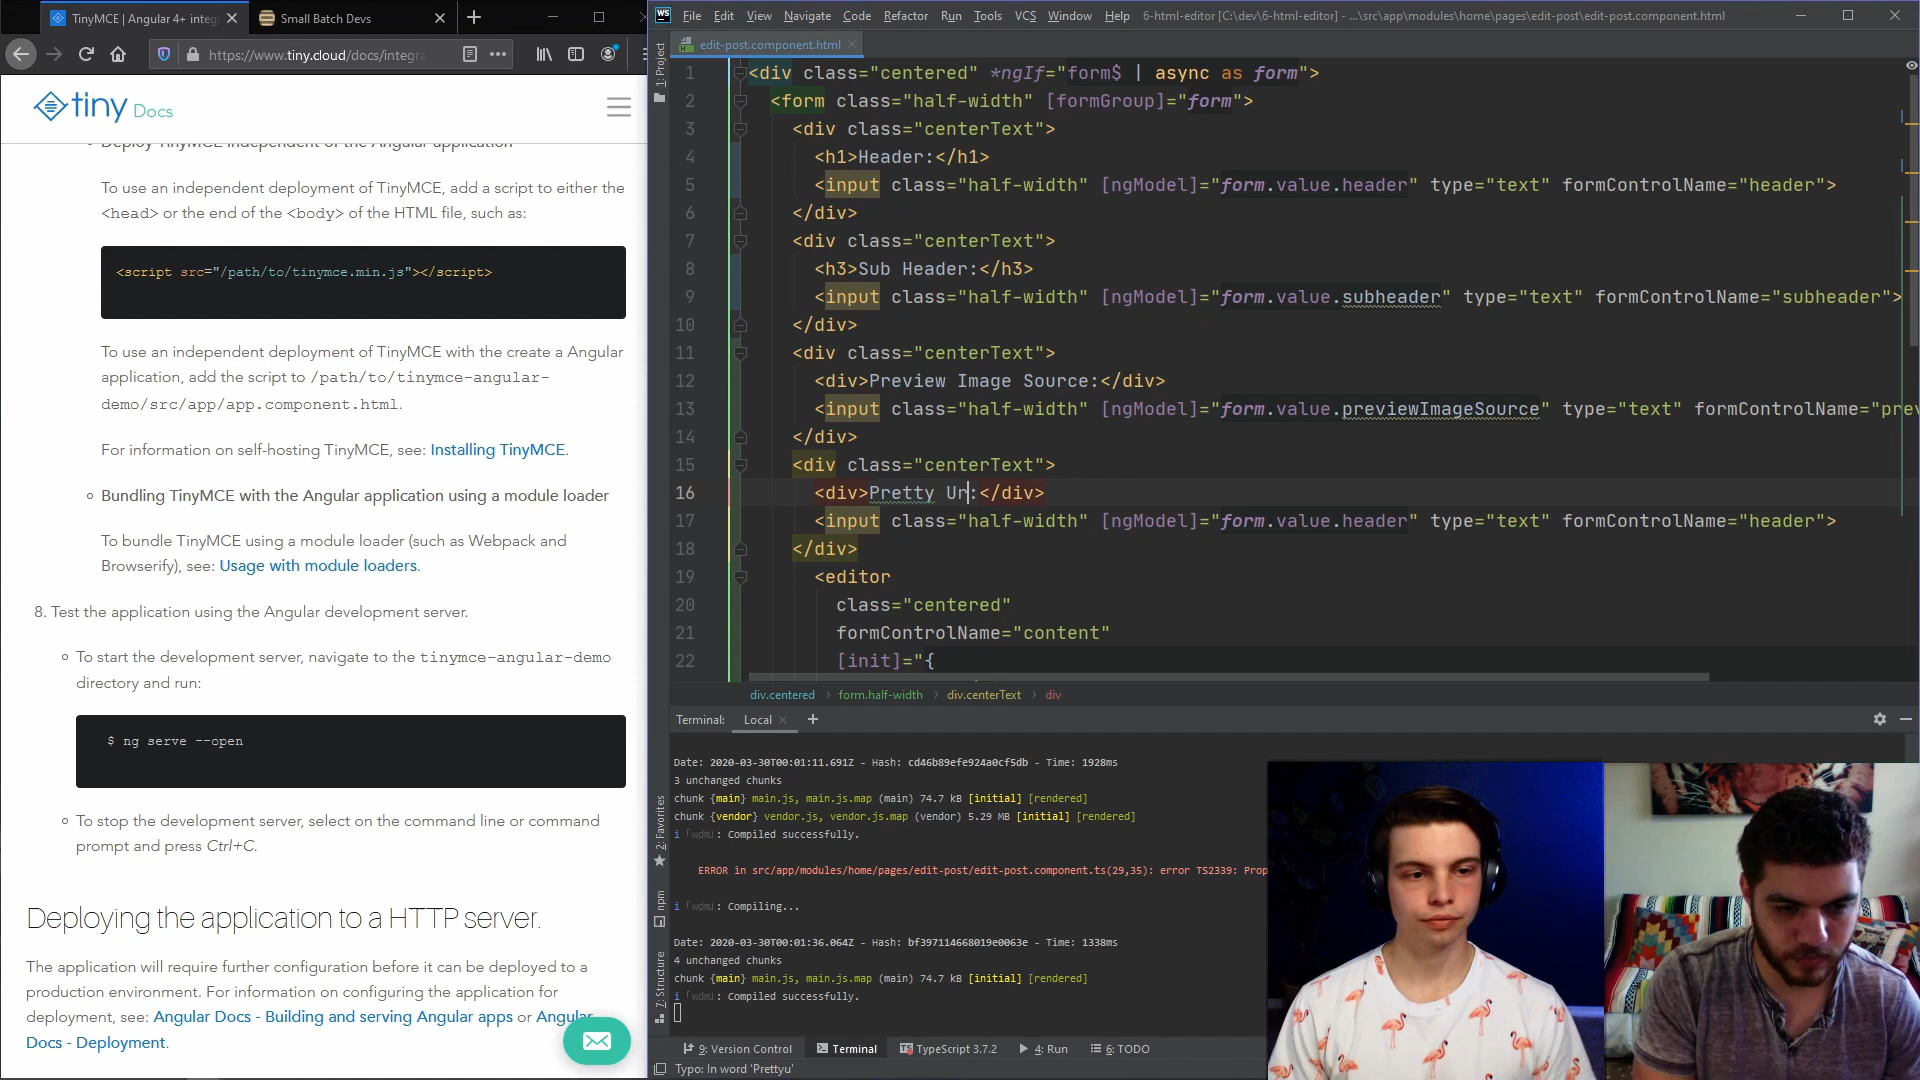 TinyMCE | Angular 4+ integ
Small Batch Devs
https://www.tiny.cloud/docs/integra
tiny Docs
Deploy TinyMCE independent of the Angular application
To use an independent deployment of TinyMCE, add a script to either the
<head> or the end of the <body> of the HTML file, such as:
<script src="/path/to/tinymce.min.js"></script>
To use an independent deployment of TinyMCE with the create a Angular
application, add the script to /path/to/tinymce-angular-
demo/src/app/app.component.html.
For information on self-hosting TinyMCE, see: Installing TinyMCE.
Bundling TinyMCE with the Angular application using a module loader
To bundle TinyMCE using a module loader (such as Webpack and
Browserify), see: Usage with module loaders.
8. Test the application using the Angular development server.
To start the development server, navigate to the tinymce-angular-demo
directory and run:
$ ng serve --open
To stop the development server, select on the command line or command
prompt and press Ctrl+C.
Deploying the application to a HTTP server.
The application will require further configuration before it can be deployed to a
production environment. For information on configuring the application for
deployment, see: Angular Docs - Building and serving Angular apps or Angular
Docs - Deployment.
WS File Edit View Navigate Code Refactor Run Tools VCS Window Help 6-html-editor [C:\dev\6-html-editor] - ...\src\app\modules\home\pages\edit-post\edit-post.component.html
edit-post.component.html
1: Project
1 <div class="centered" *ngIf="form$ | async as form">
2 <form class="half-width" [formGroup]="form">
3 <div class="centerText">
4 <h1>Header:</h1>
5 <input class="half-width" [ngModel]="form.value.header" type="text" formControlName="header">
6 </div>
7 <div class="centerText">
8 <h3>Sub Header:</h3>
9 <input class="half-width" [ngModel]="form.value.subheader" type="text" formControlName="subheader">
10 </div>
11 <div class="centerText">
12 <div>Preview Image Source:</div>
13 <input class="half-width" [ngModel]="form.value.previewImageSource" type="text" formControlName="prev
14 </div>
15 <div class="centerText">
16 <div>Pretty Ur:</div>
17 <input class="half-width" [ngModel]="form.value.header" type="text" formControlName="header">
18 </div>
19 <editor
20 class="centered"
21 formControlName="content"
22 [init]="{
div.centered › form.half-width › div.centerText › div
Terminal: Local
Date: 2020-03-30T00:01:11.691Z - Hash: cd46b89efe924a0cf5db - Time: 1928ms
3 unchanged chunks
chunk {main} main.js, main.js.map (main) 74.7 kB [initial] [rendered]
chunk {vendor} vendor.js, vendor.js.map (vendor) 5.29 MB [initial] [rendered]
i ｢wdm｣: Compiled successfully.
ERROR in src/app/modules/home/pages/edit-post/edit-post.component.ts(29,35): error TS2339: Prop
i ｢wdm｣: Compiling...
Date: 2020-03-30T00:01:36.064Z - Hash: bf397114668019e0063e - Time: 1338ms
4 unchanged chunks
chunk {main} main.js, main.js.map (main) 74.7 kB [initial] [rendered]
i ｢wdm｣: Compiled successfully.
2: Favorites
npm
7: Structure
9: Version Control Terminal TypeScript 3.7.2 4: Run 6: TODO
Typo: In word 'Prettyu'